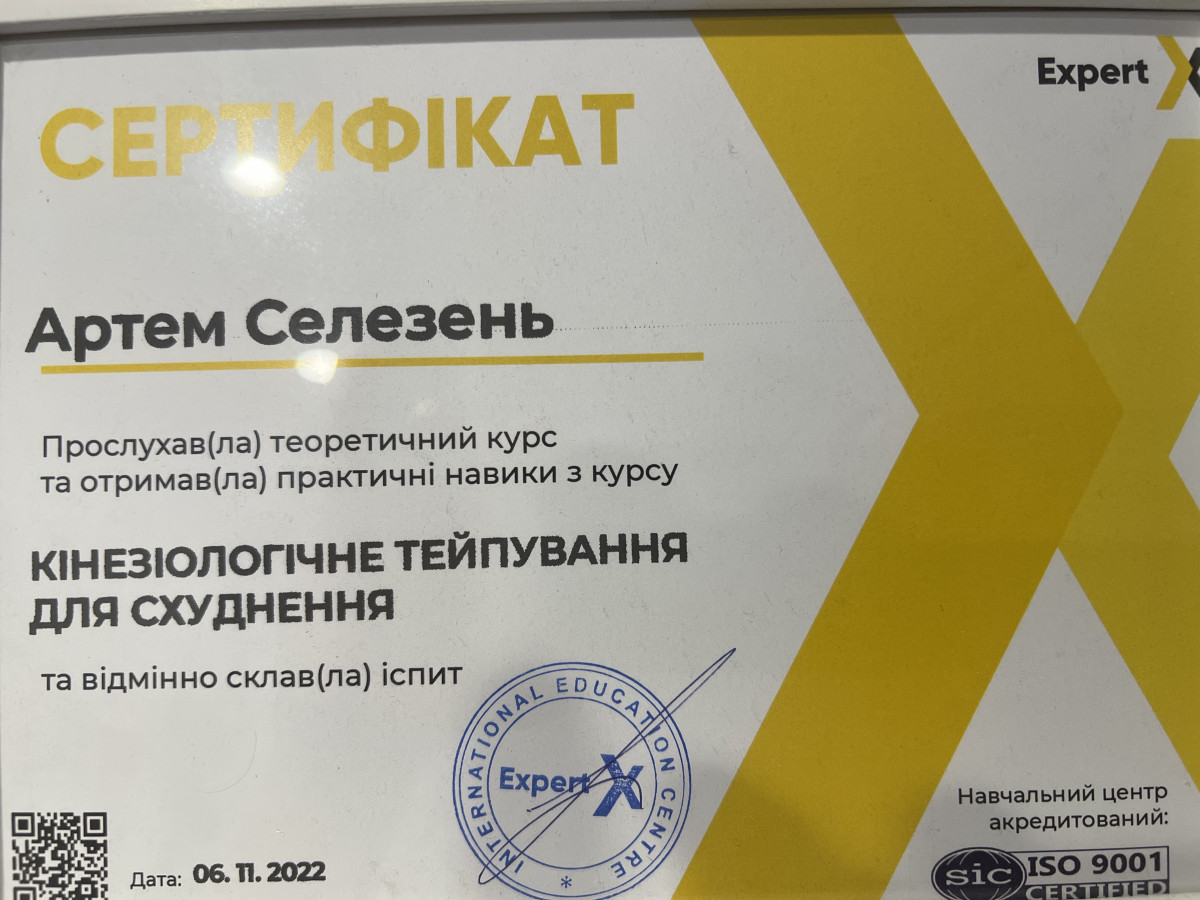 СЕРТИФІКАТ
Expert X
Артем Селезень
Прослухав(ла) теоретичний курс
та отримав(ла) практичні навики з курсу
КІНЕЗІОЛОГІЧНЕ ТЕЙПУВАННЯ
ДЛЯ СХУДНЕННЯ
та відмінно склав(ла) іспит
INTERNATIONAL EDUCATION CENTRE
Expert X
*
Дата: 06. 11. 2022
Навчальний центр
акредитований:
sic ISO 9001
CERTIFIED